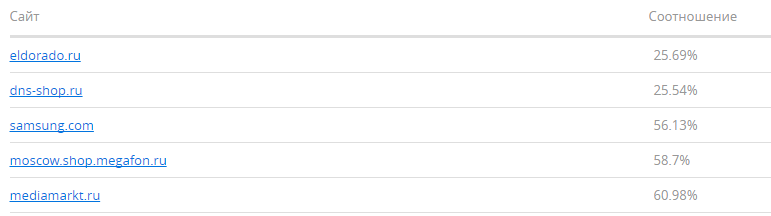 Сайт Соотношение
eldorado.ru 25.69%
dns-shop.ru 25.54%
samsung.com 56.13%
moscow.shop.megafon.ru 58.7%
mediamarkt.ru 60.98%